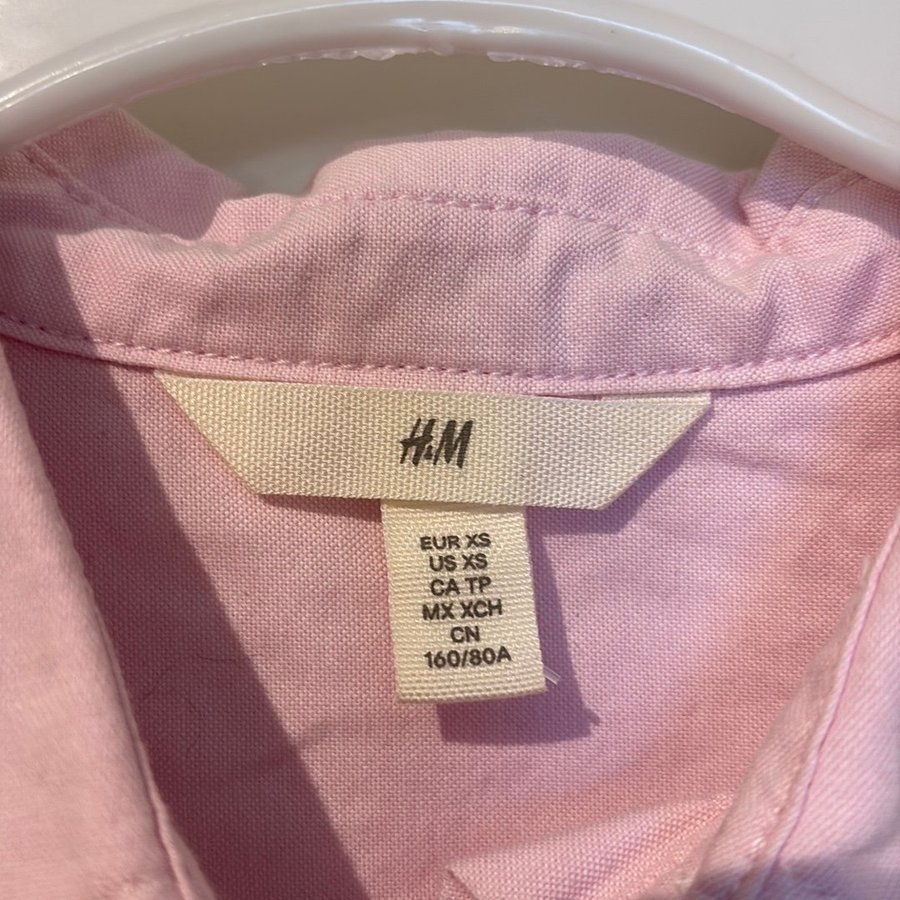 H&M
EUR XS
US XS
CA TP
MX XCH
CN
160/80A